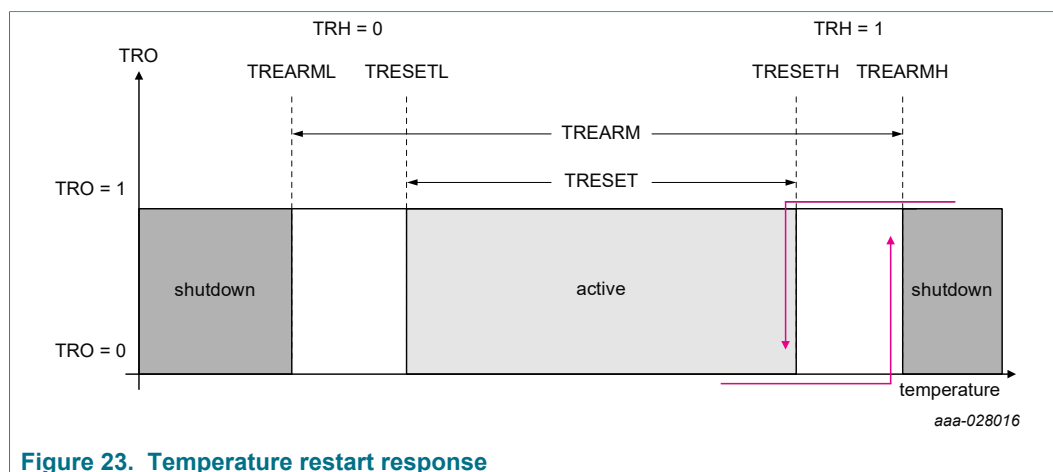 TRH = 0 TRH = 1
TRO
TREARML TRESETL TRESETH TREARMH
TREARM
TRO = 1
TRESET
shutdown active shutdown
TRO = 0
temperature
aaa-028016
Figure 23. Temperature restart response